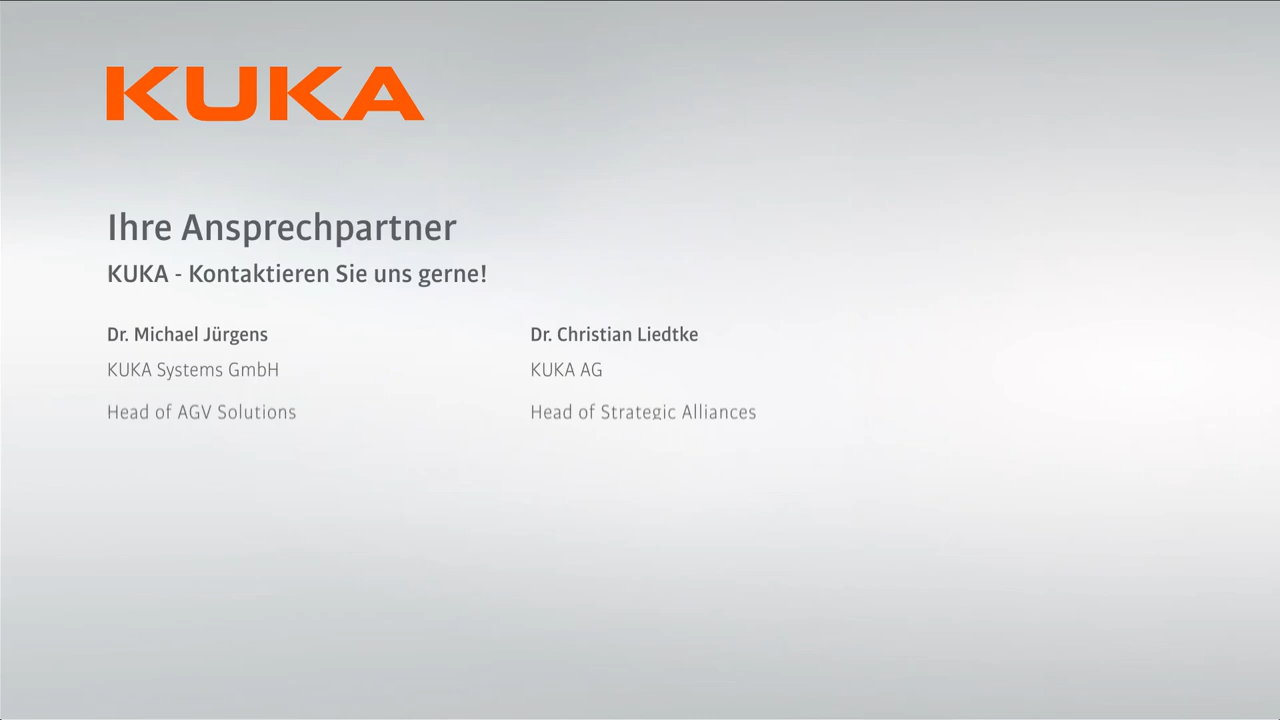 KUKA
Ihre Ansprechpartner
KUKA - Kontaktieren Sie uns gerne!
Dr. Michael Jürgens
KUKA Systems GmbH
Head of AGV Solutions
Dr. Christian Liedtke
KUKA AG
Head of Strategic Alliances